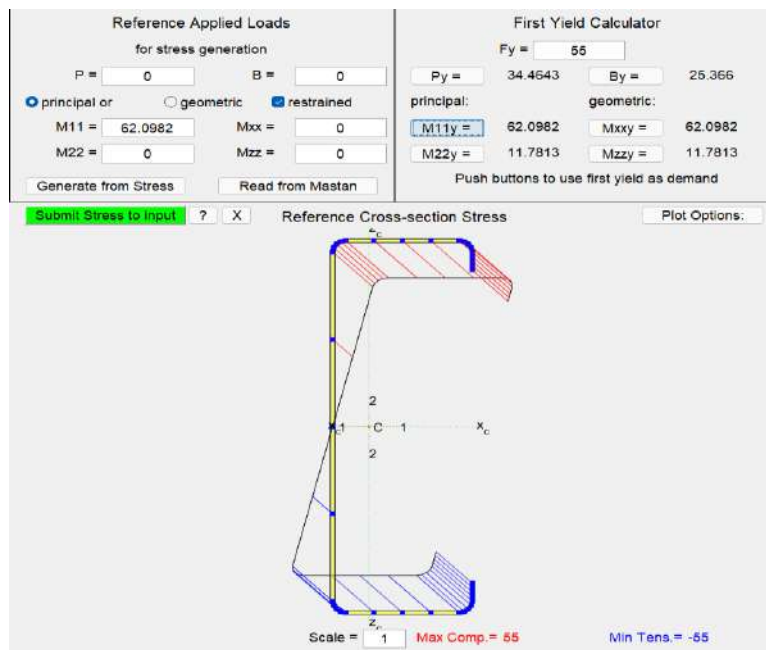 Reference Applied Loads
for stress generation
P = 0 B = 0
principal or geometric restrained
M11 = 62.0982 Mxx = 0
M22 = 0 Mzz = 0
Generate from Stress Read from Mastan
First Yield Calculator
Fy = 55
Py = 34.4643 By = 25.366
principal: geometric:
M11y = 62.0982 Mxxy = 62.0982
M22y = 11.7813 Mzzy = 11.7813
Push buttons to use first yield as demand
Submit Stress to Input ? X Reference Cross-section Stress Plot Options:
zc
2
xc 1 C 1 xc
2
zc
Scale = 1 Max Comp.= 55 Min Tens.= -55